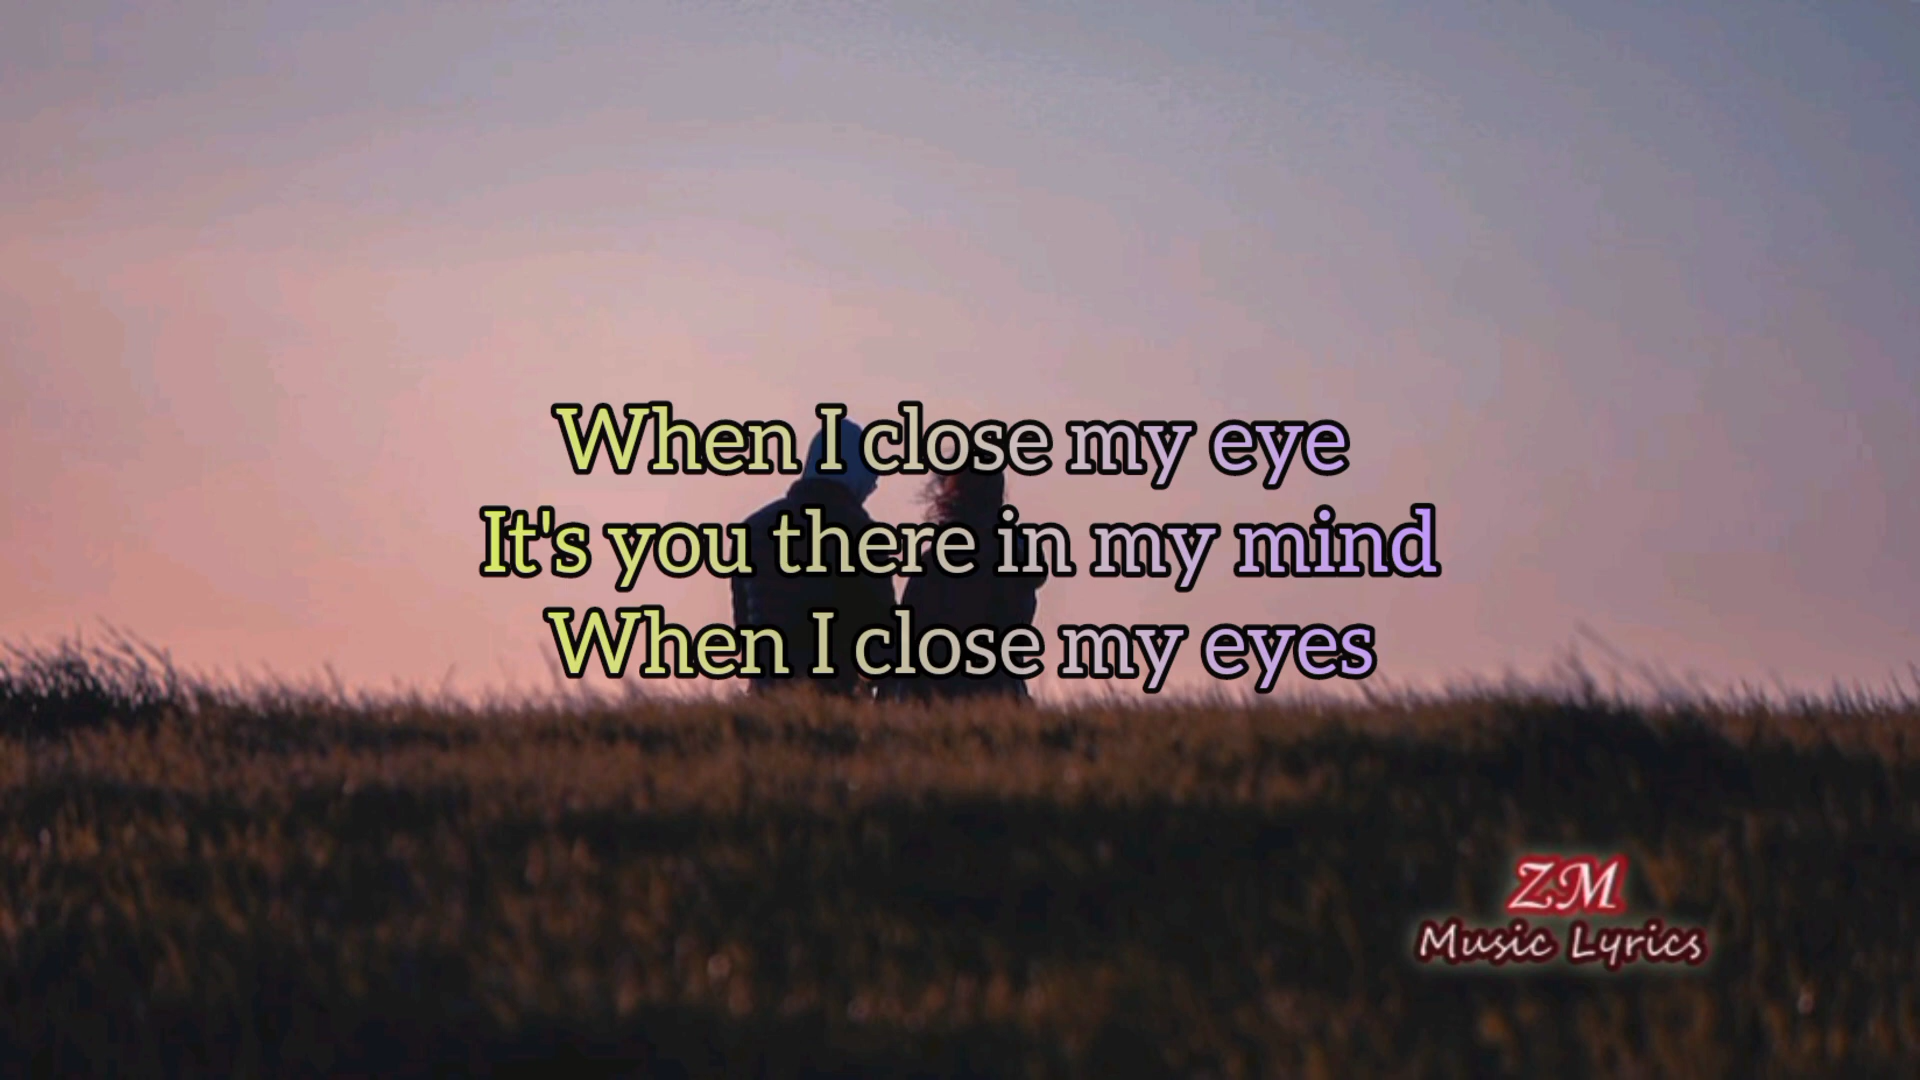 When I close my eye
It's you there in my mind
When I close my eyes
ZM
Music Lyrics